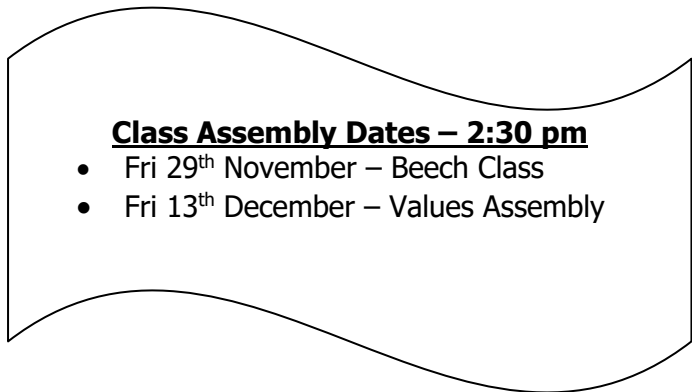 Class Assembly Dates – 2:30 pm
• Fri 29th November – Beech Class
• Fri 13th December – Values Assembly